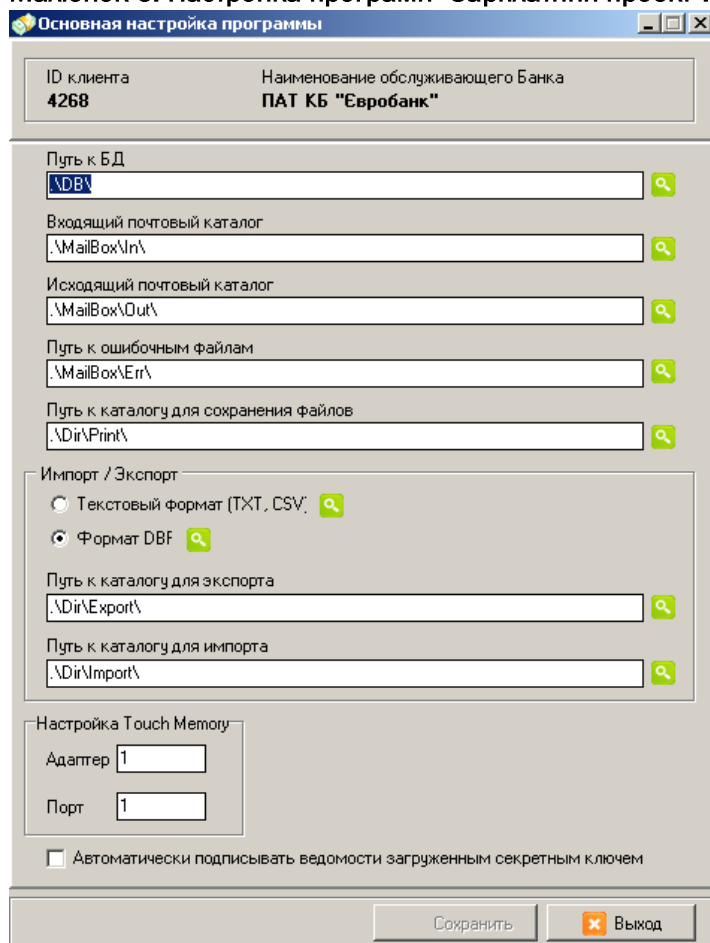 Основная настройка программы
ID клиента Наименование обслуживающего Банка
4268 ПАТ КБ "Євробанк"
Путь к БД
.\DB\
Входящий почтовый каталог
.\MailBox\In\
Исходящий почтовый каталог
.\MailBox\Out\
Путь к ошибочным файлам
.\MailBox\Err\
Путь к каталогу для сохранения файлов
.\Dir\Print\
Импорт / Экспорт
Текстовый формат (TXT, CSV)
Формат DBF
Путь к каталогу для экспорта
.\Dir\Export\
Путь к каталогу для импорта
.\Dir\Import\
Настройка Touch Memory
Адаптер 1
Порт 1
Автоматически подписывать ведомости загруженным секретным ключем
Сохранить Выход